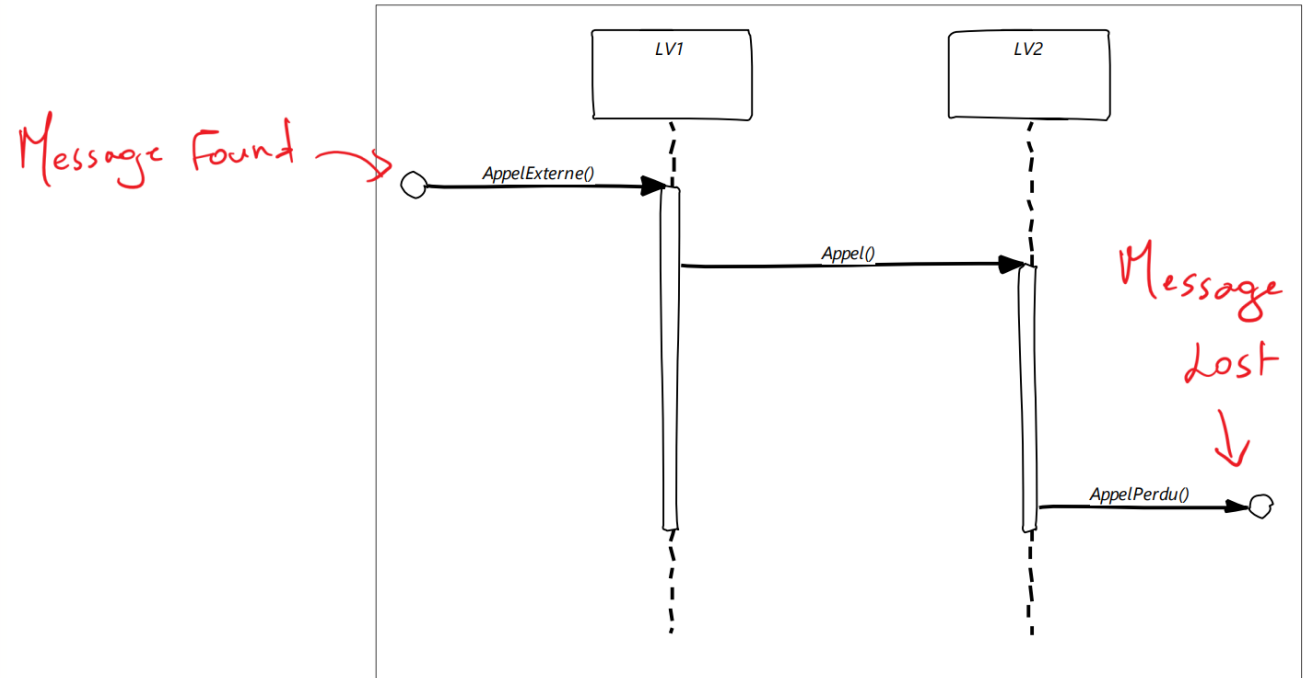 LV1
LV2
Message Found
AppelExterne()
Appel()
Message
Lost
AppelPerdu()